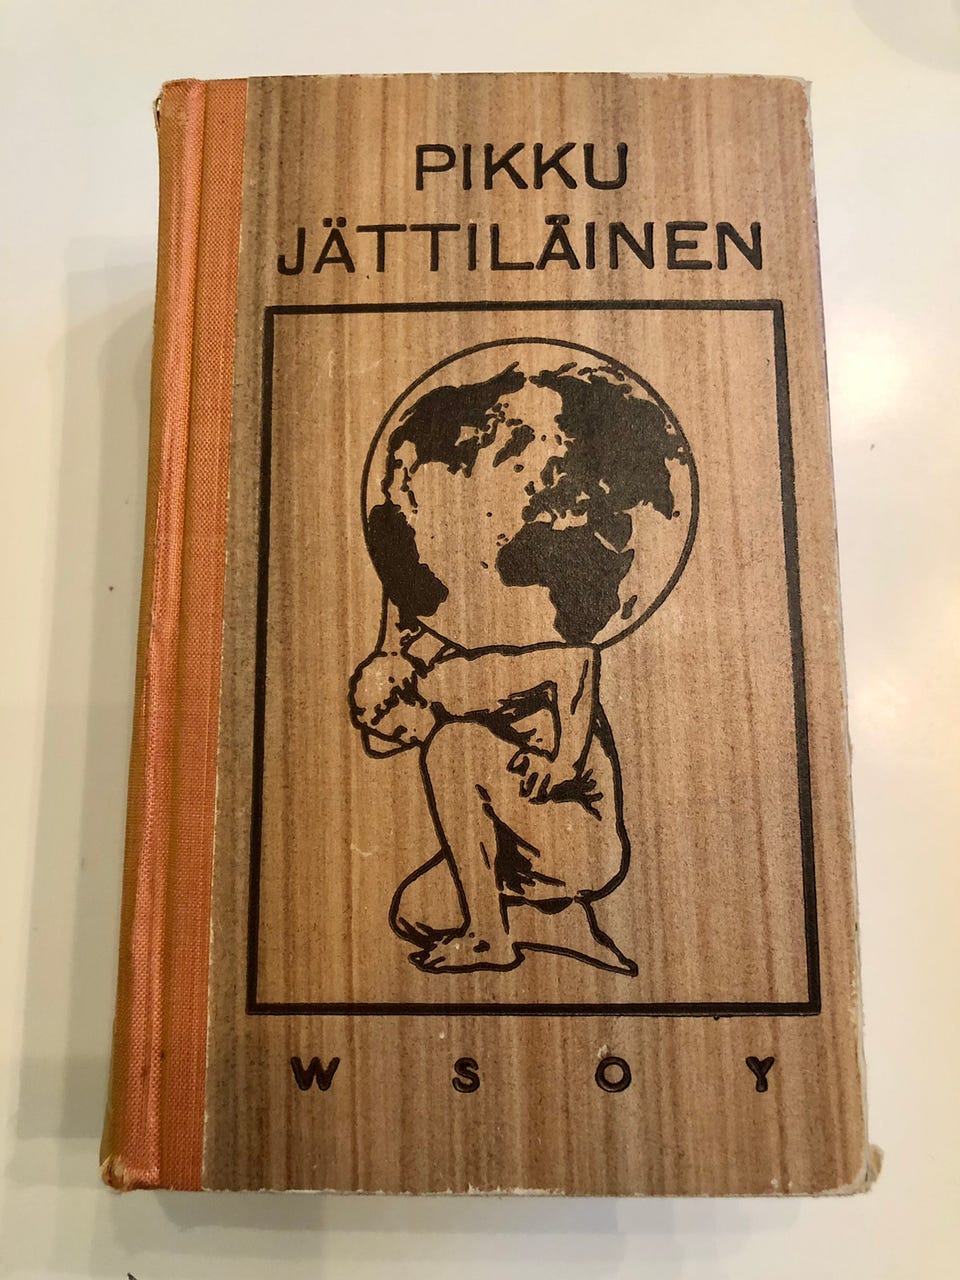 PIKKU
JÄTTILÄINEN
W S O Y